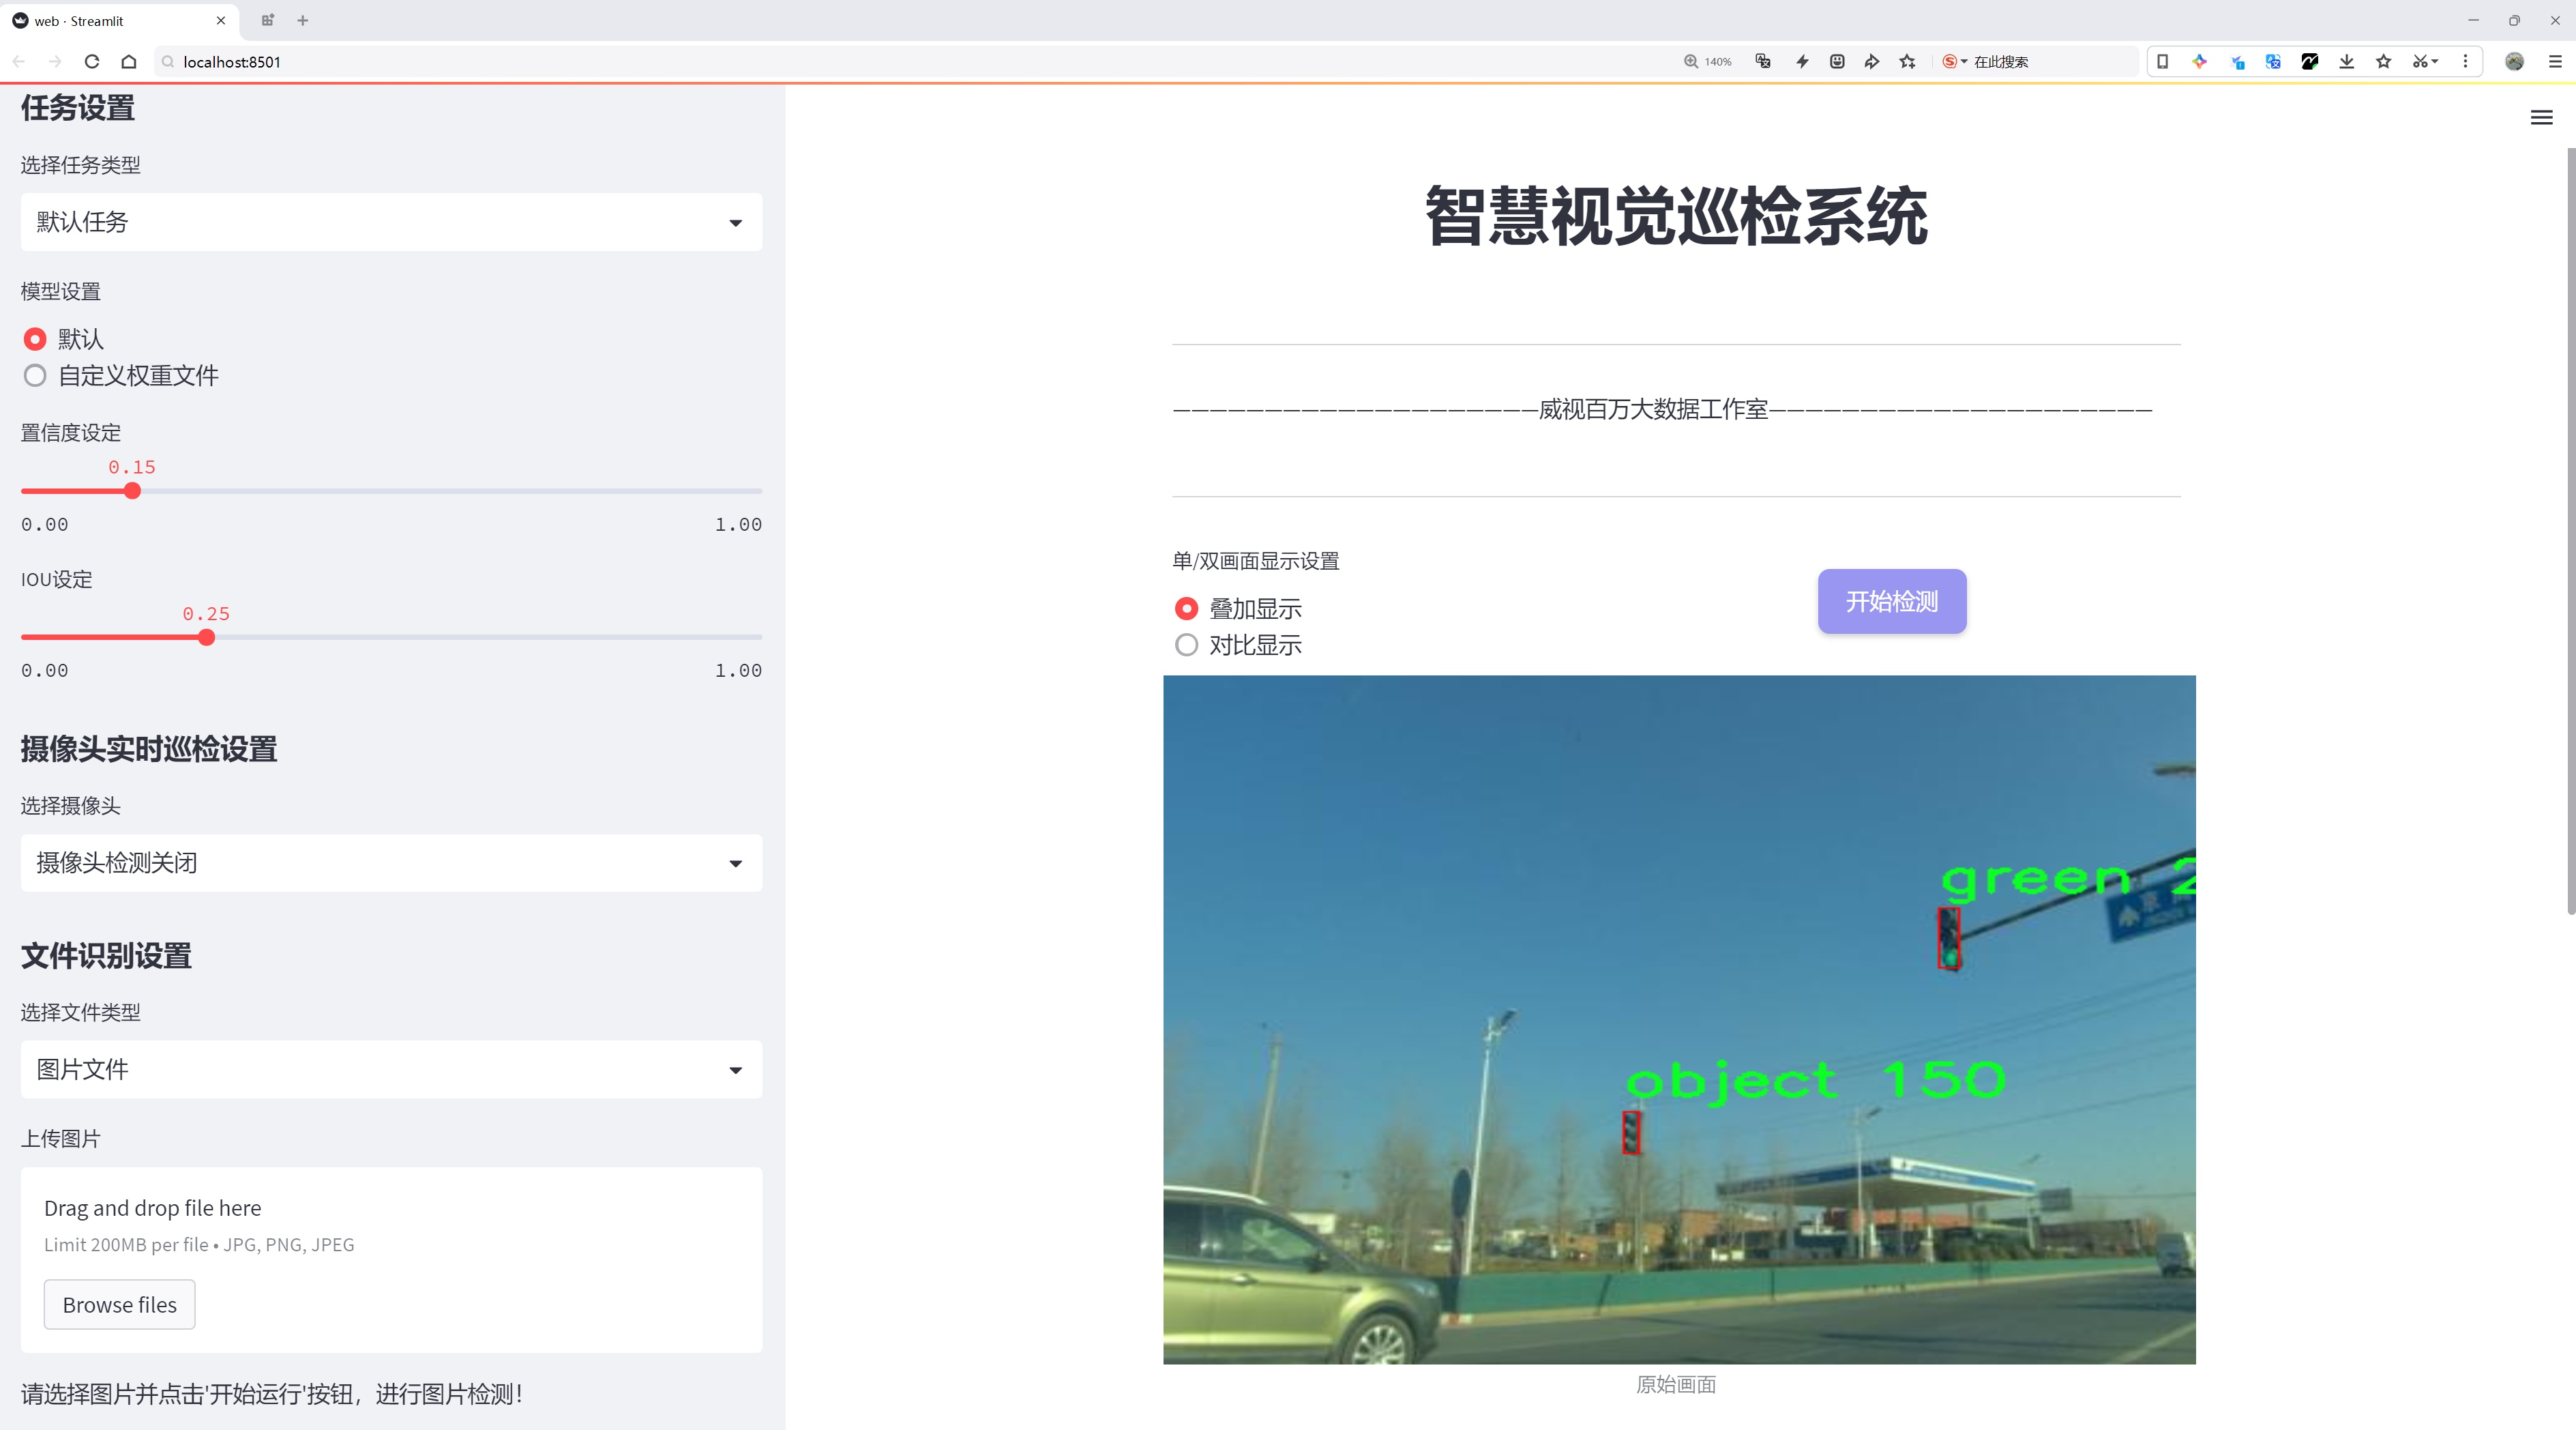 web · Streamlit
localhost:8501
140%
在此搜索
任务设置
选择任务类型
默认任务
模型设置
默认
自定义权重文件
置信度设定
0.15
0.00
1.00
IOU设定
0.25
0.00
1.00
摄像头实时巡检设置
选择摄像头
摄像头检测关闭
文件识别设置
选择文件类型
图片文件
上传图片
Drag and drop file here
Limit 200MB per file • JPG, PNG, JPEG
Browse files
请选择图片并点击'开始运行'按钮，进行图片检测！
智慧视觉巡检系统
————————————————————威视百万大数据工作室—————————————————————
单/双画面显示设置
叠加显示
对比显示
开始检测
green 2
object 150
原始画面